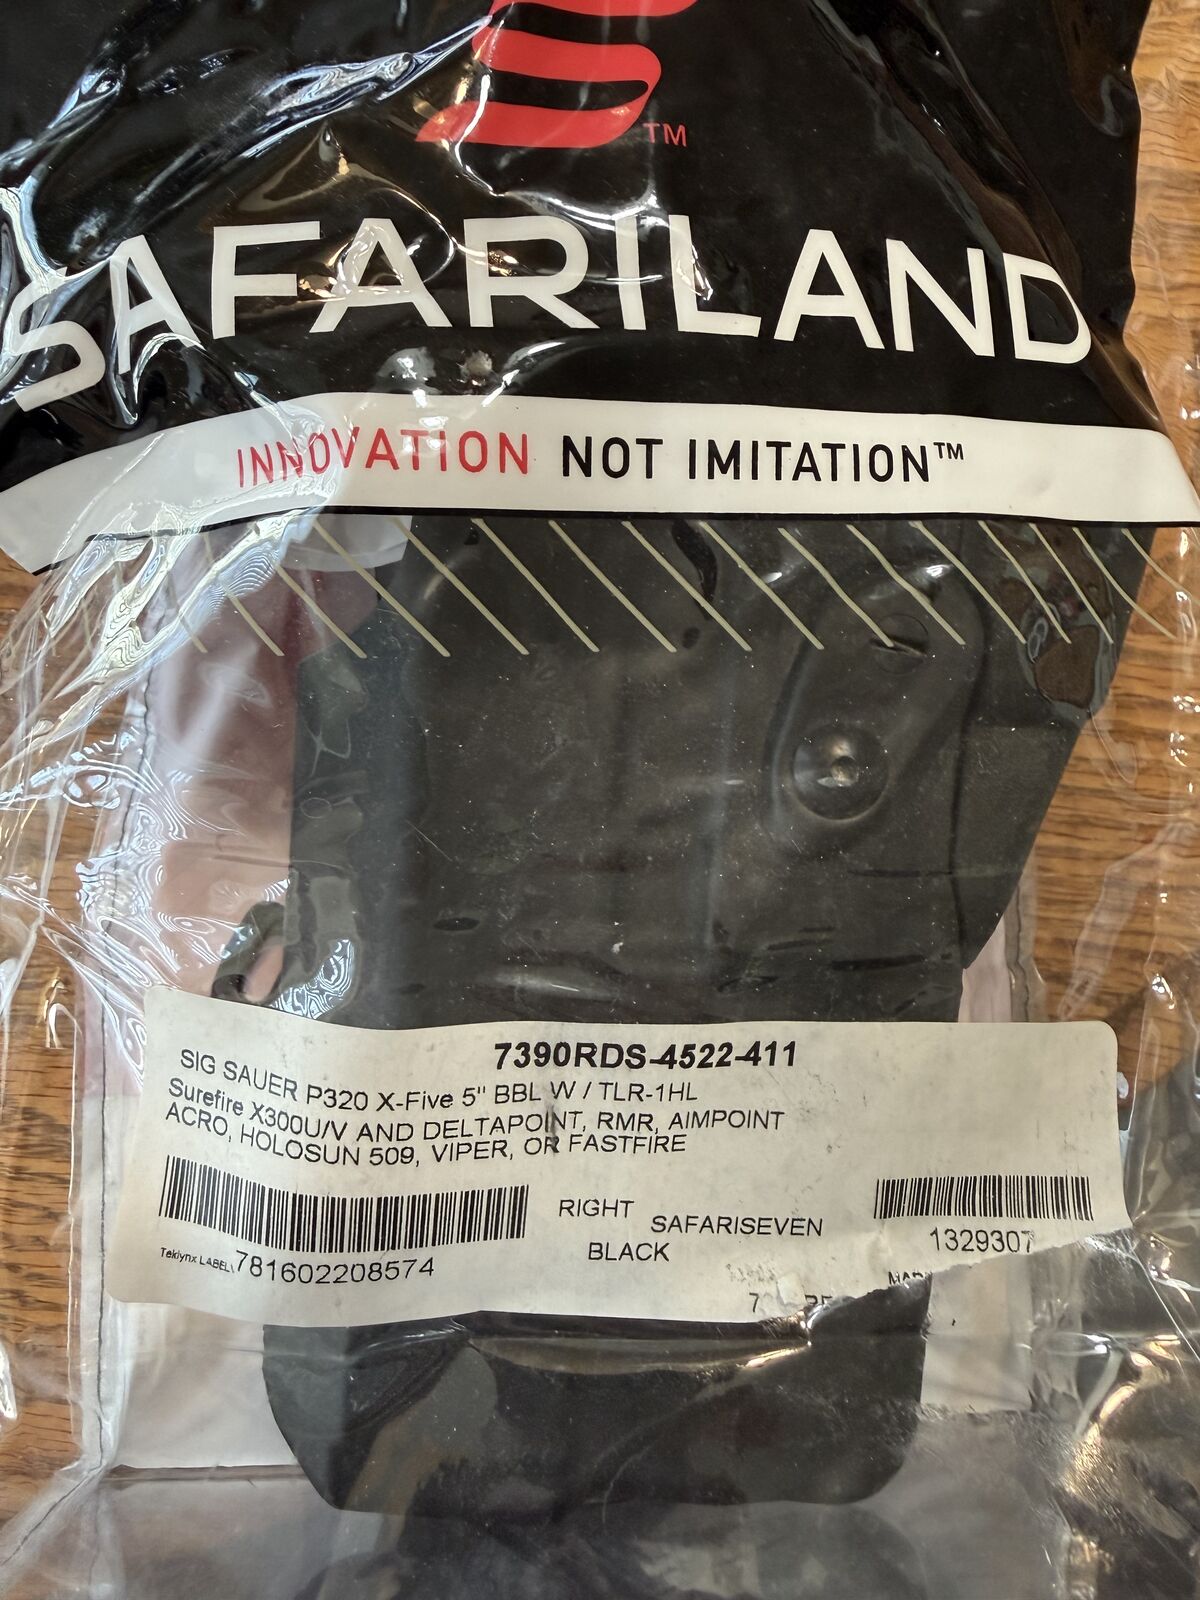 TM
SAFARILAND
INNOVATION NOT IMITATION™
7390RDS-4522-411
SIG SAUER P320 X-Five 5" BBL W / TLR-1HL
Surefire X300U/V AND DELTAPOINT, RMR, AIMPOINT
ACRO, HOLOSUN 509, VIPER, OR FASTFIRE
RIGHT SAFARISEVEN
BLACK
Teklynx LABEL
781602208574
1329307